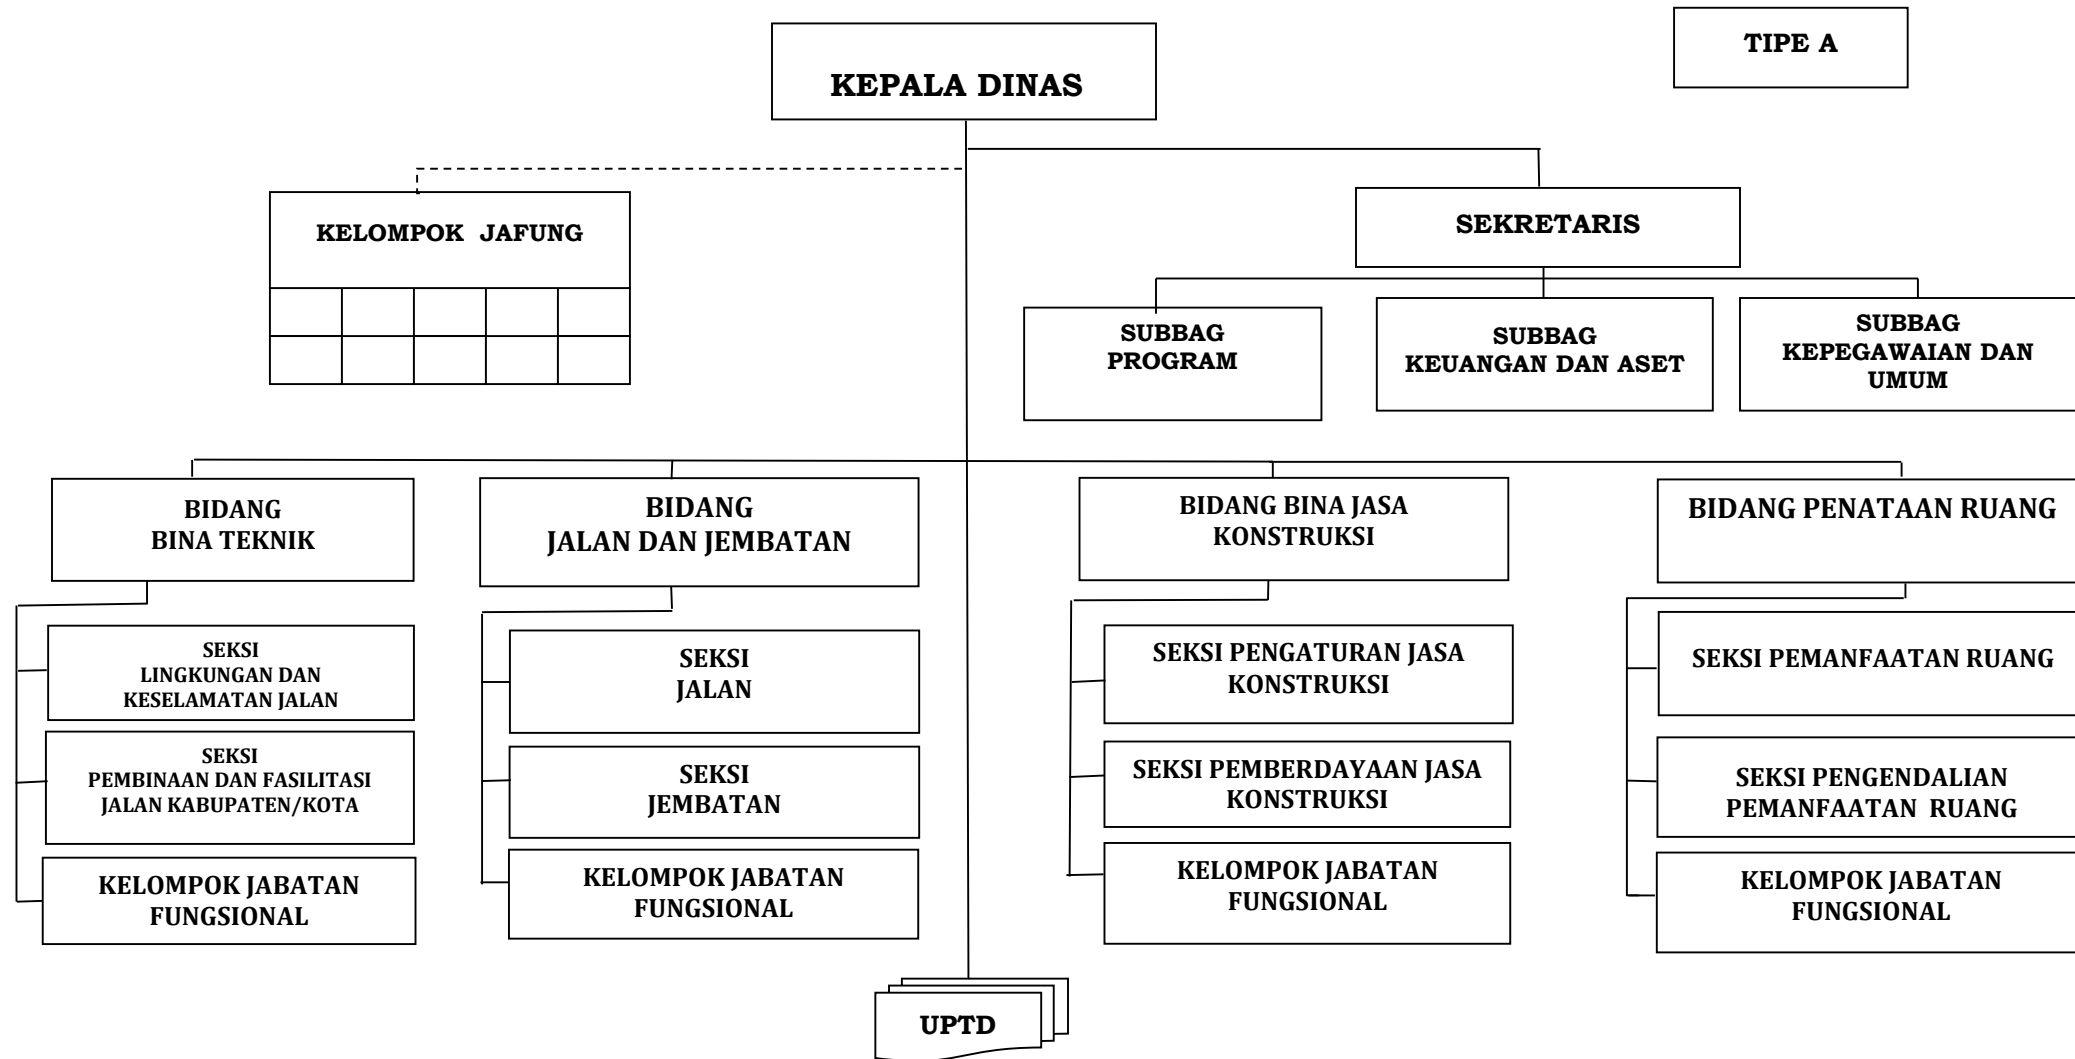 TIPE A
KEPALA DINAS
KELOMPOK JAFUNG
SEKRETARIS
SUBBAG
PROGRAM
SUBBAG
KEUANGAN DAN ASET
SUBBAG
KEPEGAWAIAN DAN
UMUM
BIDANG
BINA TEKNIK
SEKSI
LINGKUNGAN DAN
KESELAMATAN JALAN
SEKSI
PEMBINAAN DAN FASILITASI
JALAN KABUPATEN/KOTA
KELOMPOK JABATAN
FUNGSIONAL
BIDANG
JALAN DAN JEMBATAN
SEKSI
JALAN
SEKSI
JEMBATAN
KELOMPOK JABATAN
FUNGSIONAL
BIDANG BINA JASA
KONSTRUKSI
SEKSI PENGATURAN JASA
KONSTRUKSI
SEKSI PEMBERDAYAAN JASA
KONSTRUKSI
KELOMPOK JABATAN
FUNGSIONAL
BIDANG PENATAAN RUANG
SEKSI PEMANFAATAN RUANG
SEKSI PENGENDALIAN
PEMANFAATAN RUANG
KELOMPOK JABATAN
FUNGSIONAL
UPTD